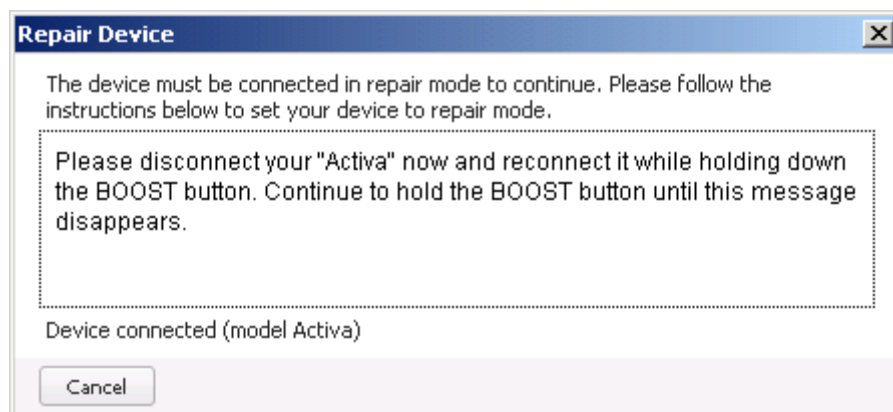 Repair Device
The device must be connected in repair mode to continue. Please follow the
instructions below to set your device to repair mode.
Please disconnect your "Activa" now and reconnect it while holding down
the BOOST button. Continue to hold the BOOST button until this message
disappears.
Device connected (model Activa)
Cancel